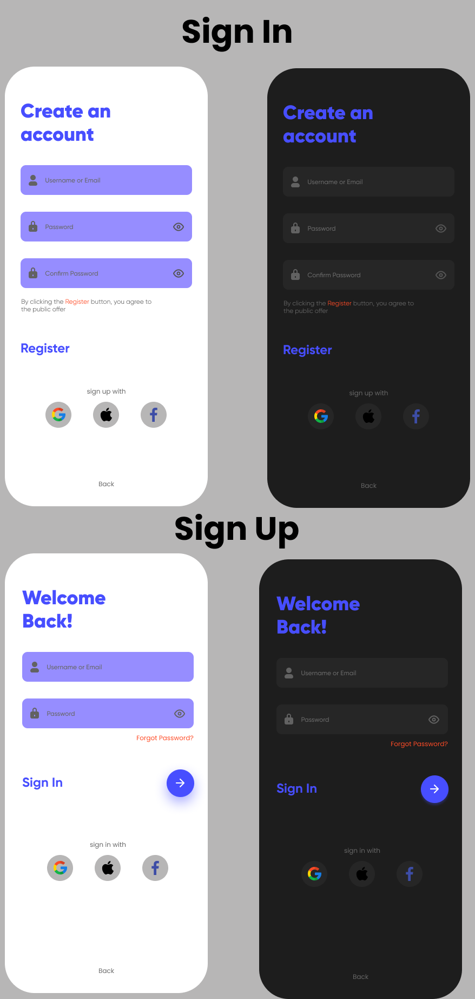 Sign In
Create an
account
Username or Email
Password
Confirm Password
By clicking the Register button, you agree to
the public offer
Register
sign up with
Back
Create an
account
Username or Email
Password
Confirm Password
By clicking the Register button, you agree to
the public offer
Register
sign up with
Back
Sign Up
Welcome
Back!
Username or Email
Password
Forgot Password?
Sign In
sign in with
Back
Welcome
Back!
Username or Email
Password
Forgot Password?
Sign In
sign in with
Back